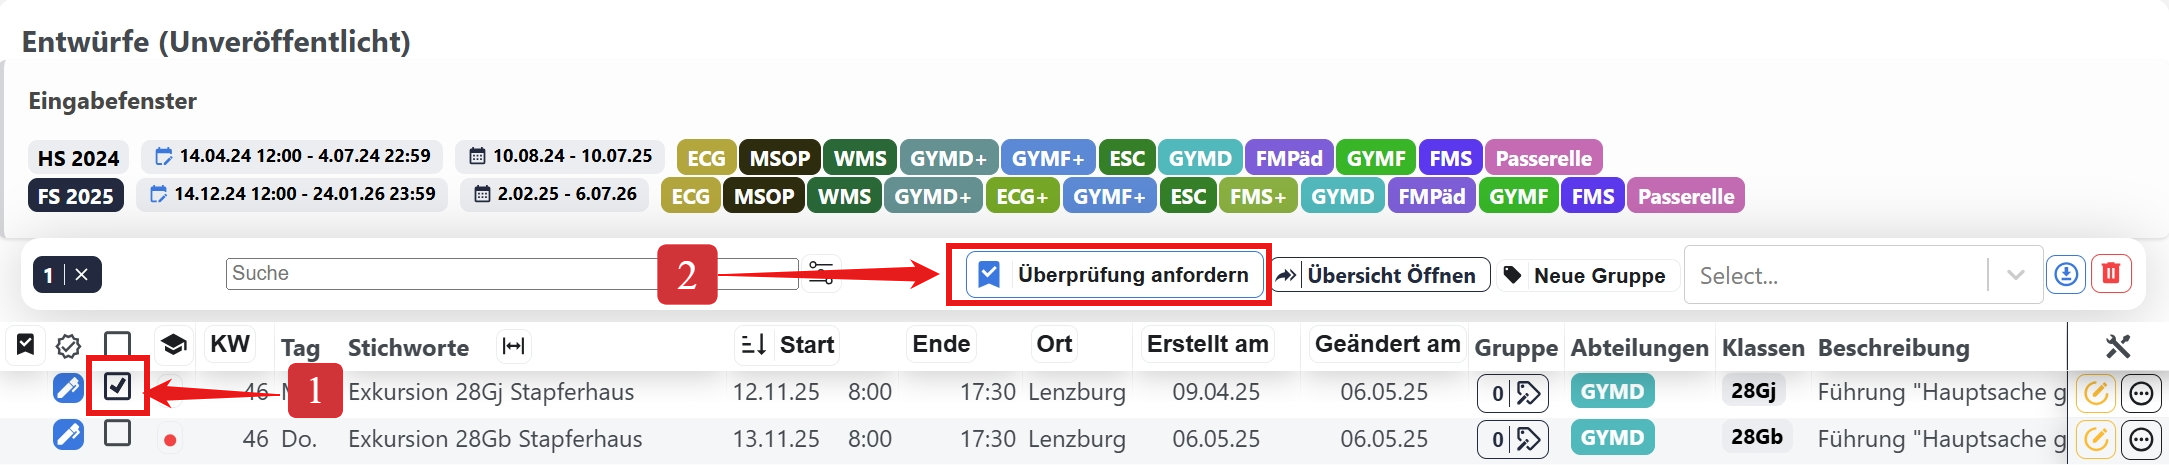 Entwürfe (Unveröffentlicht)
Eingabefenster
HS 2024 14.04.24 12:00 - 4.07.24 22:59 10.08.24 - 10.07.25 ECG MSOP WMS GYMD+ GYMF+ ESC GYMD FMPäd GYMF FMS Passerelle
FS 2025 14.12.24 12:00 - 24.01.26 23:59 2.02.25 - 6.07.26 ECG MSOP WMS GYMD+ ECG+ GYMF+ ESC FMS+ GYMD FMPäd GYMF FMS Passerelle
1 Suche 2 Überprüfung anfordern Übersicht Öffnen Neue Gruppe Select...
KW Tag Stichworte Start Ende Ort Erstellt am Geändert am Gruppe Abteilungen Klassen Beschreibung
1 46 Exkursion 28Gj Stapferhaus 12.11.25 8:00 17:30 Lenzburg 09.04.25 06.05.25 0 GYMD 28Gj Führung "Hauptsache g
46 Do. Exkursion 28Gb Stapferhaus 13.11.25 8:00 17:30 Lenzburg 06.05.25 06.05.25 0 GYMD 28Gb Führung "Hauptsache g